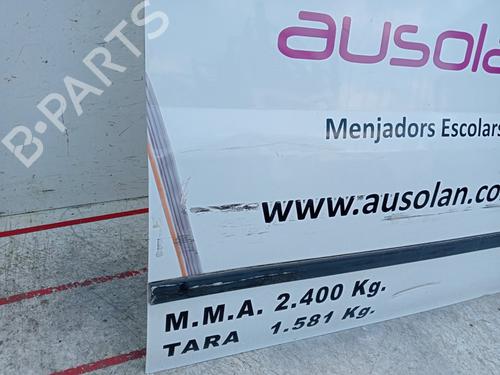 B-PARTS
ausola
Menjadors Escolars
www.ausolan.co
M.M.A. 2.400 Kg.
TARA 1.581 Kg.